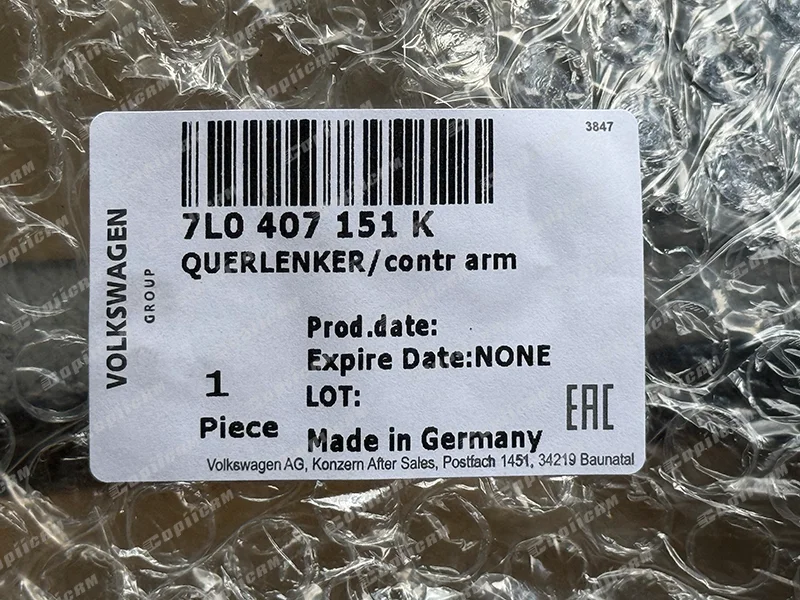 3847
7L0 407 151 K
QUERLENKER/contr arm
VOLKSWAGEN
GROUP
Prod.date:
Expire Date:NONE
1
LOT:
Piece
EAC
Made in Germany
Volkswagen AG, Konzern After Sales, Postfach 1451, 34219 Baunatal
CopiiCAM